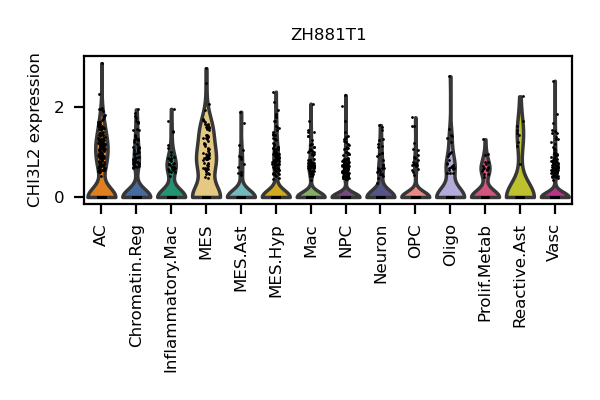 ZH881T1
CHI3L2 expression
2
0
AC
Chromatin.Reg
Inflammatory.Mac
MES
MES.Ast
MES.Hyp
Mac
NPC
Neuron
OPC
Oligo
Prolif.Metab
Reactive.Ast
Vasc